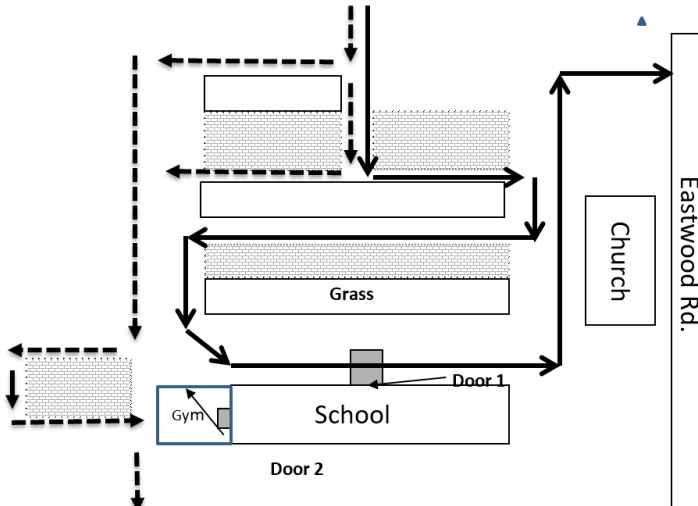 Grass
Church
Eastwood Rd.
Door 1
Gym
School
Door 2